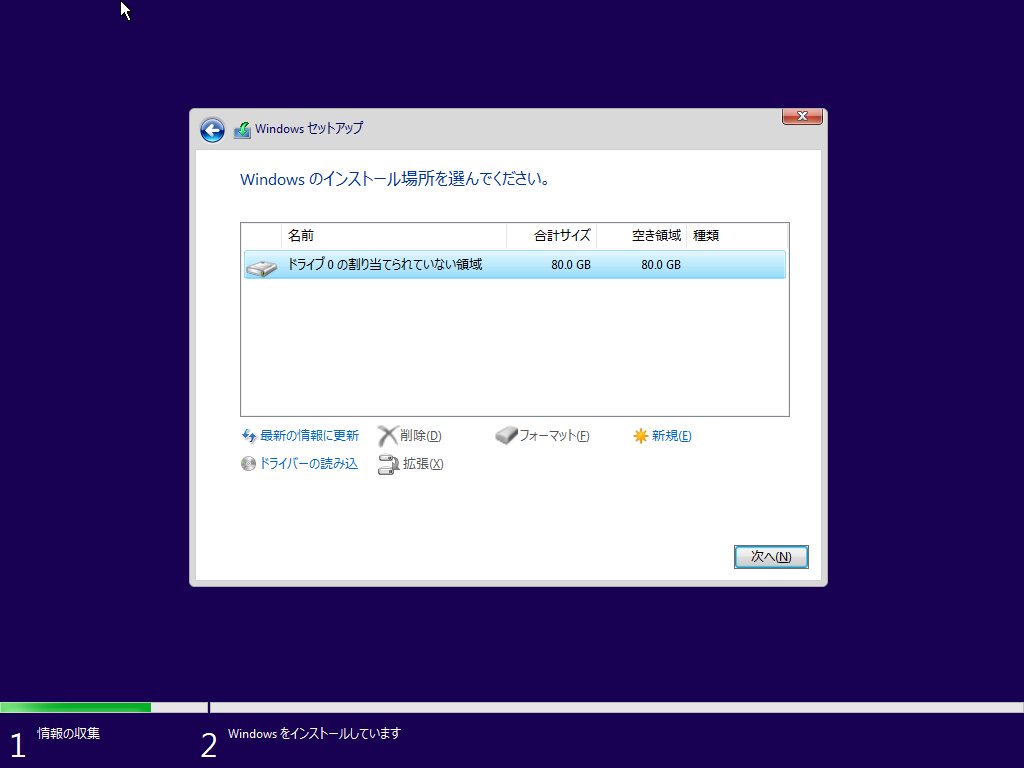 Windows セットアップ
Windows のインストール場所を選んでください。
名前 合計サイズ 空き領域 種類
ドライブ 0 の割り当てられていない領域 80.0 GB 80.0 GB
最新の情報に更新 削除(D) フォーマット(F) 新規(E)
ドライバーの読み込 拡張(X)
次へ(N)
1 情報の収集 2 Windows をインストールしています